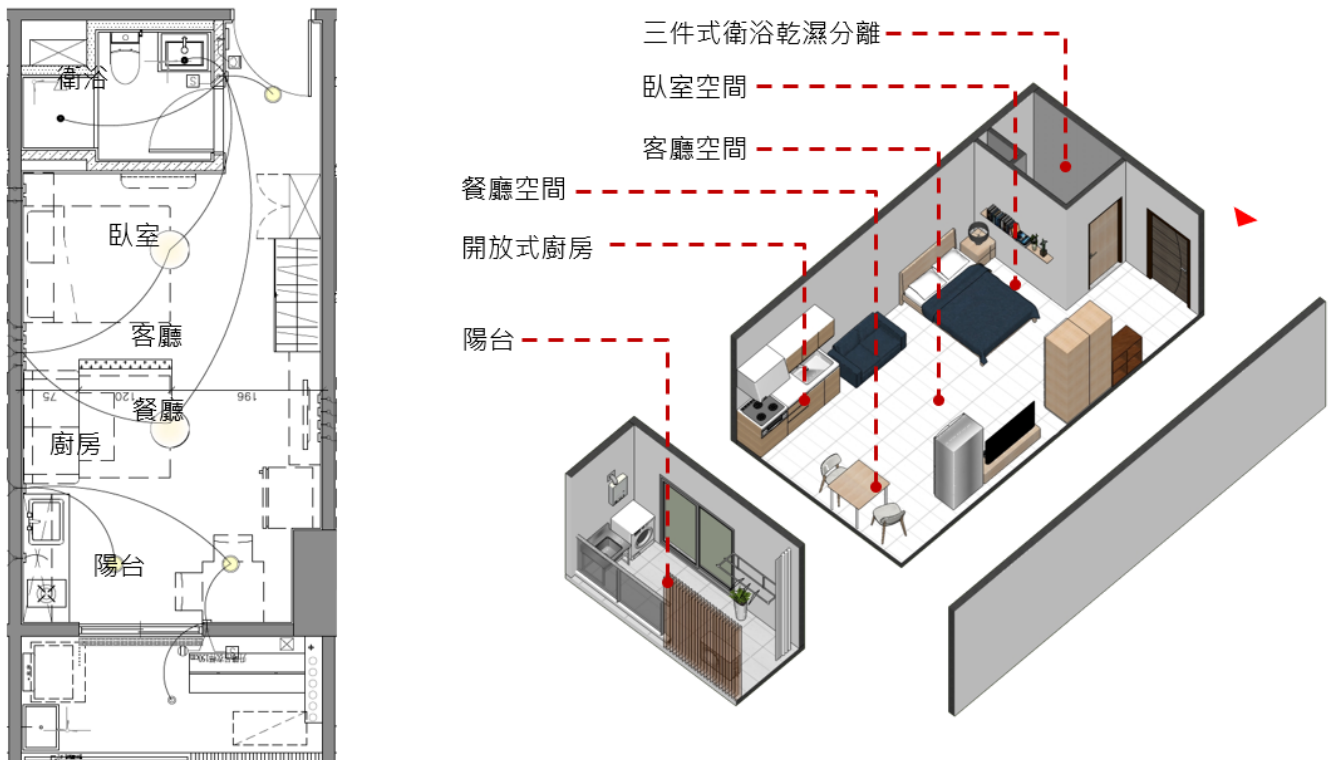 衛浴
S
臥室
客廳
75
120
196
餐廳
廚房
陽台
S
三件式衛浴乾濕分離
臥室空間
客廳空間
餐廳空間
開放式廚房
陽台